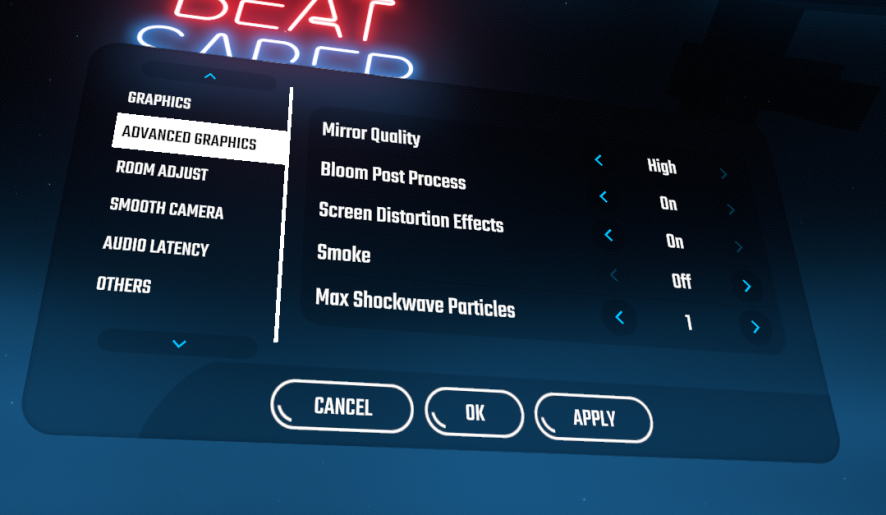 BEAT
SABER
GRAPHICS
ADVANCED GRAPHICS
ROOM ADJUST
SMOOTH CAMERA
AUDIO LATENCY
OTHERS
Mirror Quality
High
Bloom Post Process
On
Screen Distortion Effects
On
Smoke
Off
Max Shockwave Particles
1
CANCEL
OK
APPLY